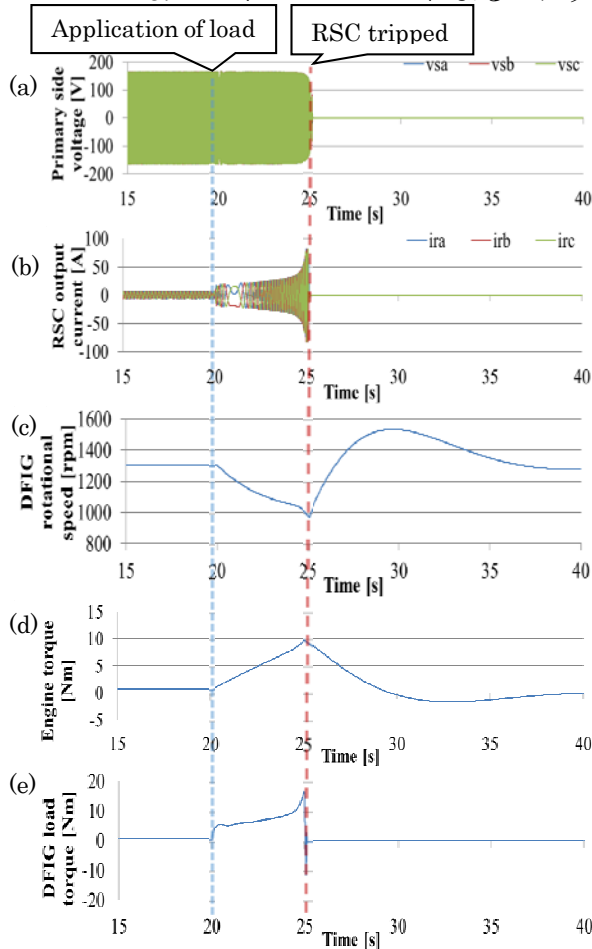 Application of load
RSC tripped
(a)
Primary side voltage [V]
200
100
0
-100
-200
vsa vsb vsc
15 20 25 30 35 40
Time [s]
(b)
RSC output current [A]
100
50
0
-50
-100
ira irb irc
15 20 25 30 35 40
Time [s]
(c)
DFIG rotational speed [rpm]
1600
1400
1200
1000
800
15 20 25 30 35 40
Time [s]
(d)
Engine torque [Nm]
15
10
5
0
-5
15 20 25 30 35 40
Time [s]
(e)
DFIG load torque [Nm]
20
10
0
-10
-20
15 20 25 30 35 40
Time [s]